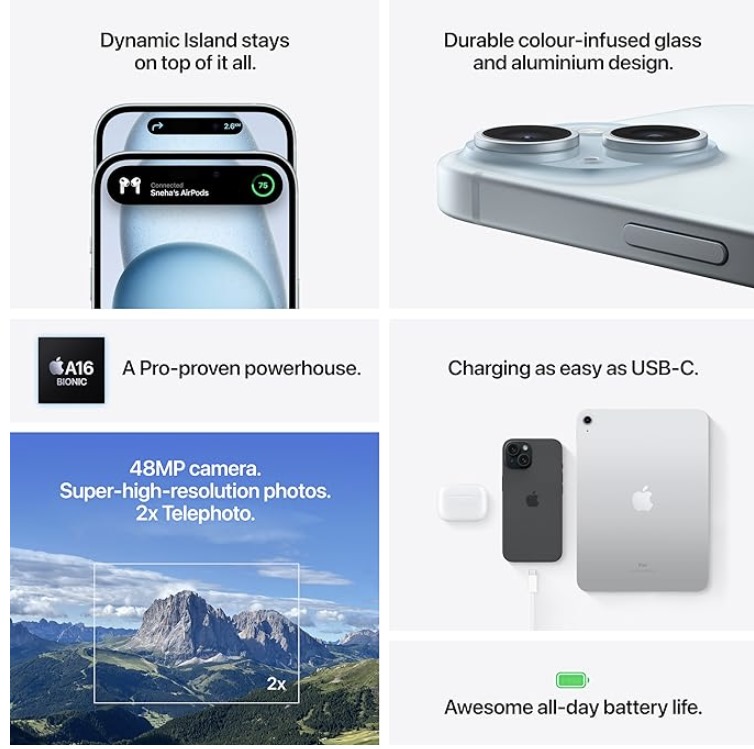 Dynamic Island stays
on top of it all.
2.6km
Connected
Sneha's AirPods
75
Durable colour-infused glass
and aluminium design.
A16
BIONIC
A Pro-proven powerhouse.
Charging as easy as USB-C.
48MP camera.
Super-high-resolution photos.
2x Telephoto.
2x
Awesome all-day battery life.